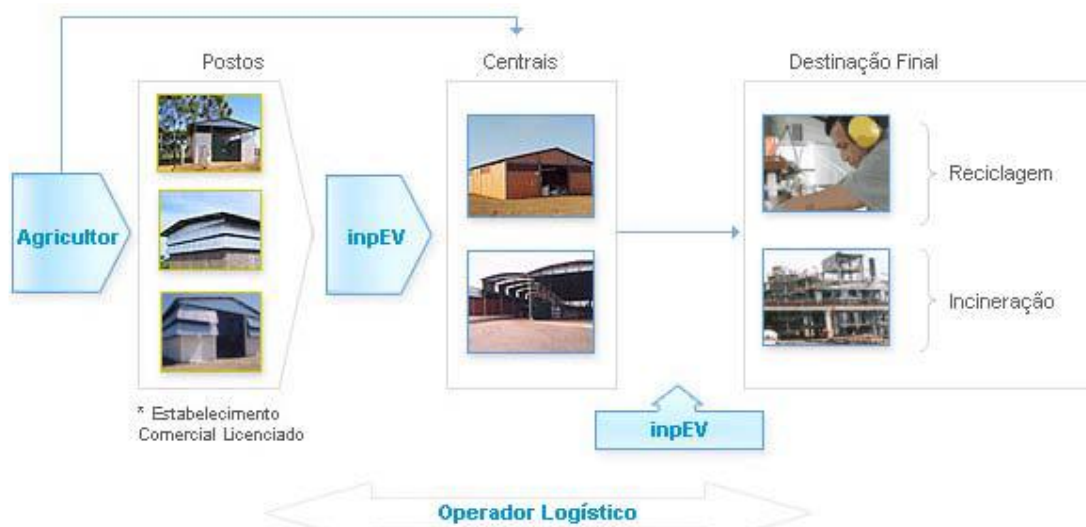 Postos
Centrais
Destinação Final
Agricultor
inpEV
Reciclagem
Incineração
* Estabelecimento
Comercial Licenciado
inpEV
Operador Logístico